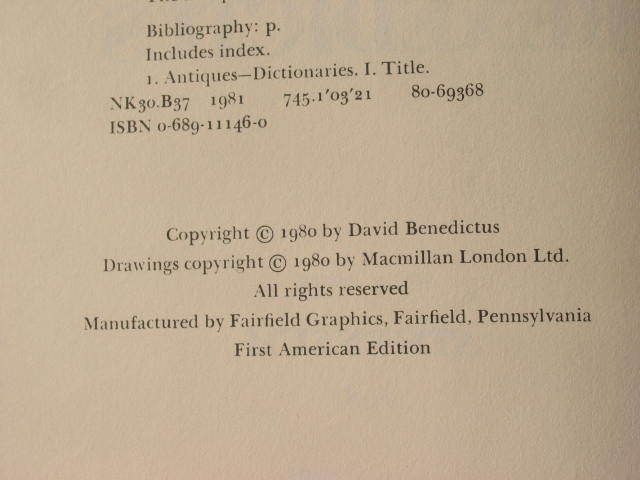 Bibliography: p.
Includes index.
1. Antiques—Dictionaries. I. Title.
NK30.B37 1981 745.1'03'21 80-69368
ISBN 0-689-11146-0
Copyright © 1980 by David Benedictus
Drawings copyright © 1980 by Macmillan London Ltd.
All rights reserved
Manufactured by Fairfield Graphics, Fairfield, Pennsylvania
First American Edition